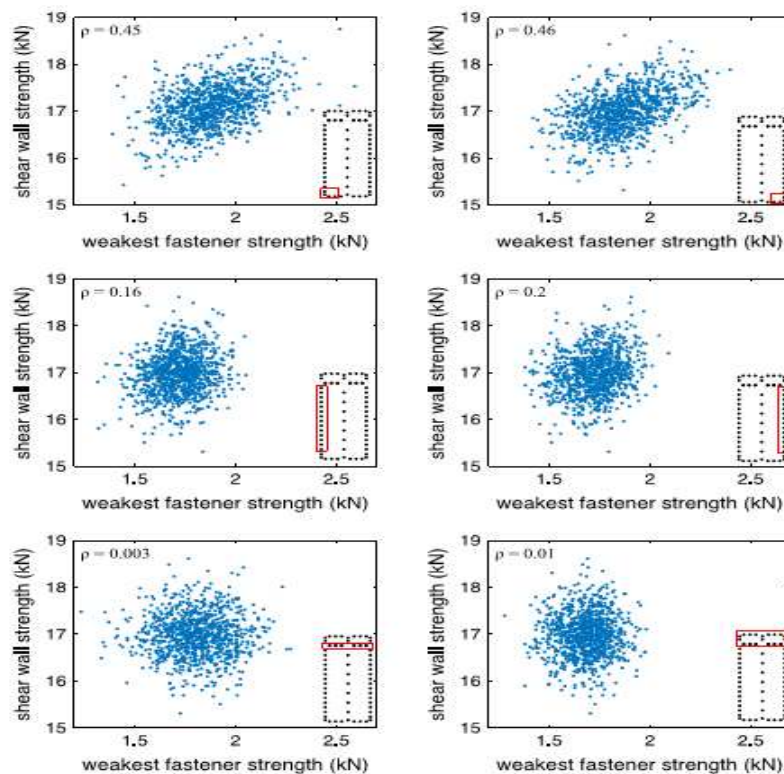 19
18
17
16
15
ρ = 0.45
shear wall strength (kN)
1.5 2 2.5
weakest fastener strength (kN)
19
18
17
16
15
ρ = 0.46
shear wall strength (kN)
1.5 2 2.5
weakest fastener strength (kN)
19
18
17
16
15
ρ = 0.16
shear wall strength (kN)
1.5 2 2.5
weakest fastener strength (kN)
19
18
17
16
15
ρ = 0.2
shear wall strength (kN)
1.5 2 2.5
weakest fastener strength (kN)
19
18
17
16
15
ρ = 0.003
shear wall strength (kN)
1.5 2 2.5
weakest fastener strength (kN)
19
18
17
16
15
ρ = 0.01
shear wall strength (kN)
1.5 2 2.5
weakest fastener strength (kN)